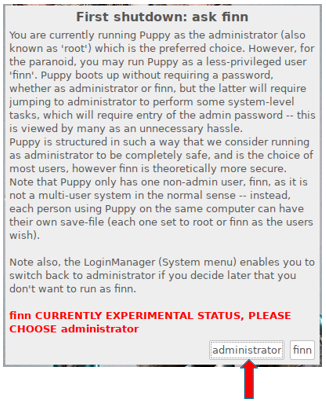 First shutdown: ask finn
You are currently running Puppy as the administrator (also
known as 'root') which is the preferred choice. However, for
the paranoid, you may run Puppy as a less-privileged user
'finn'. Puppy boots up without requiring a password,
whether as administrator or finn, but the latter will require
jumping to administrator to perform some system-level
tasks, which will require entry of the admin password -- this
is viewed by many as an unnecessary hassle.
Puppy is structured in such a way that we consider running
as administrator to be completely safe, and is the choice of
most users, however finn is theoretically more secure.
Note that Puppy only has one non-admin user, finn, as it is
not a multi-user system in the normal sense -- instead,
each person using Puppy on the same computer can have
their own save-file (each one set to root or finn as the users
wish).
Note also, the LoginManager (System menu) enables you to
switch back to administrator if you decide later that you
don't want to run as finn.
finn CURRENTLY EXPERIMENTAL STATUS, PLEASE
CHOOSE administrator
administrator finn